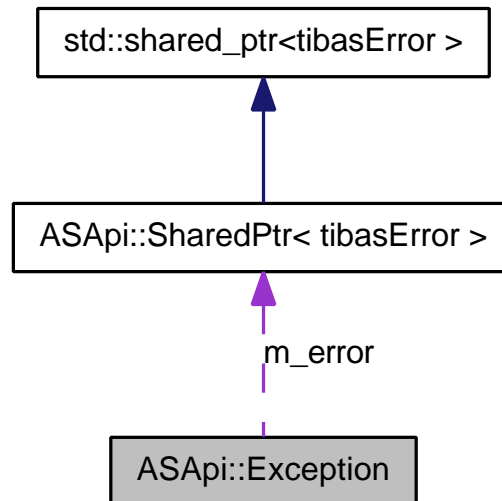 std::shared_ptr<tibasError >
ASApi::SharedPtr< tibasError >
m_error
ASApi::Exception